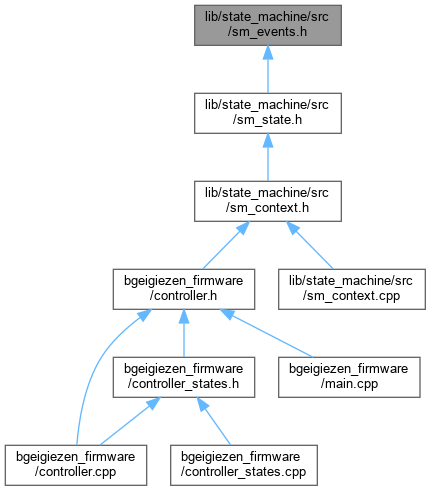 lib/state_machine/src
/sm_events.h
lib/state_machine/src
/sm_state.h
lib/state_machine/src
/sm_context.h
bgeigiezen_firmware
/controller.h
lib/state_machine/src
/sm_context.cpp
bgeigiezen_firmware
/controller_states.h
bgeigiezen_firmware
/main.cpp
bgeigiezen_firmware
/controller.cpp
bgeigiezen_firmware
/controller_states.cpp